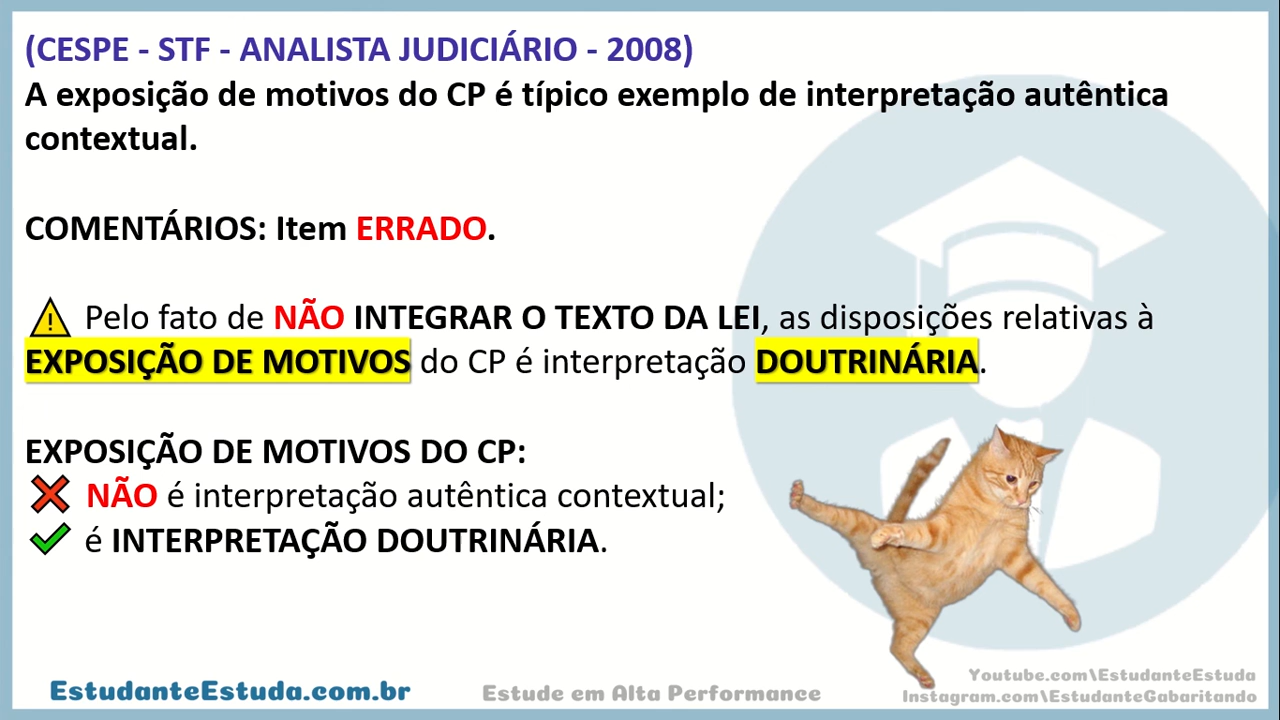 (CESPE - STF - ANALISTA JUDICIÁRIO - 2008)
A exposição de motivos do CP é típico exemplo de interpretação autêntica
contextual.
COMENTÁRIOS: Item ERRADO.
Pelo fato de NÃO INTEGRAR O TEXTO DA LEI, as disposições relativas à
EXPOSIÇÃO DE MOTIVOS do CP é interpretação DOUTRINÁRIA.
EXPOSIÇÃO DE MOTIVOS DO CP:
NÃO é interpretação autêntica contextual;
é INTERPRETAÇÃO DOUTRINÁRIA.
EstudanteEstuda.com.br
Estude em Alta Performance
Youtube.com\EstudanteEstuda
Instagram.com\EstudanteGabaritando